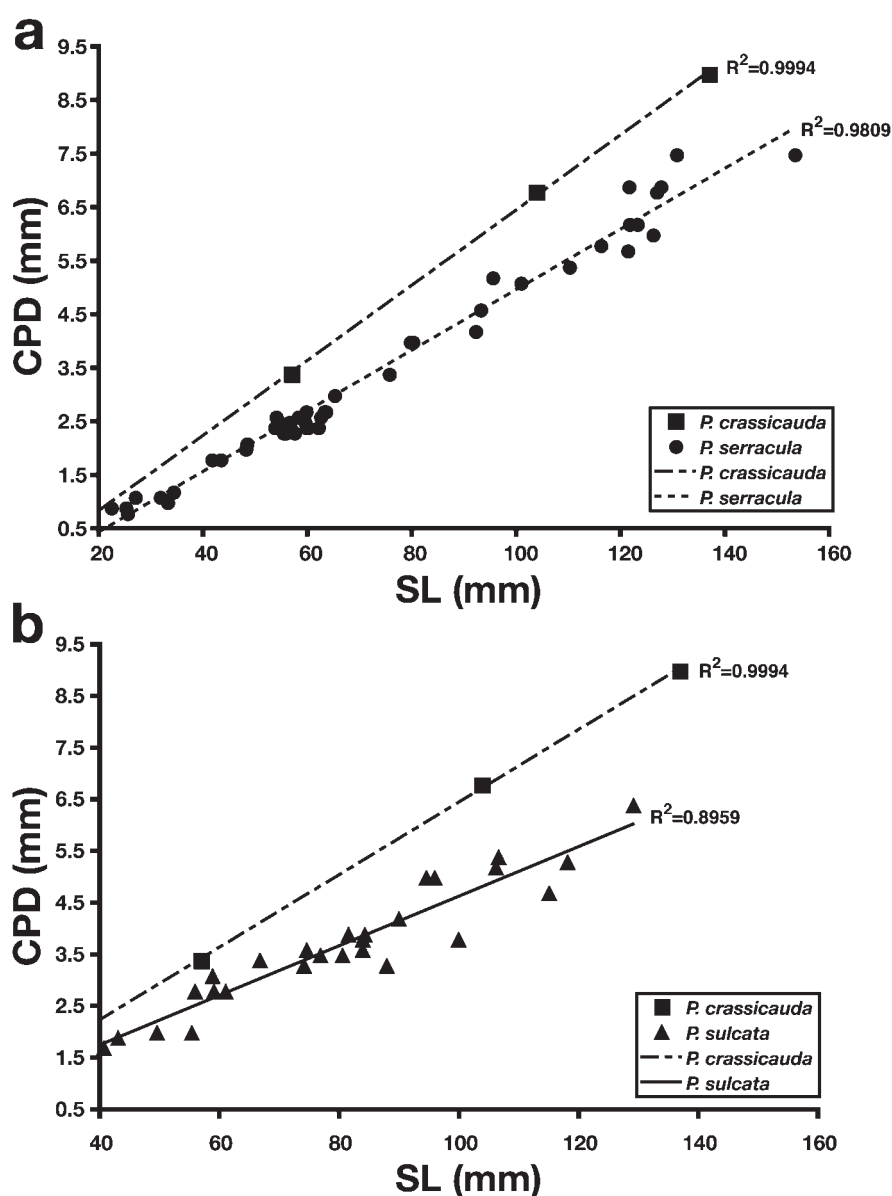 a
9.5
8.5
7.5
6.5
5.5
4.5
3.5
2.5
1.5
0.5
CPD (mm)
R²=0.9994
R²=0.9809
P. crassicauda
P. serracula
P. crassicauda
P. serracula
20 40 60 80 100 120 140 160
SL (mm)
b
9.5
8.5
7.5
6.5
5.5
4.5
3.5
2.5
1.5
0.5
CPD (mm)
R²=0.9994
R²=0.8959
P. crassicauda
P. sulcata
P. crassicauda
P. sulcata
40 60 80 100 120 140 160
SL (mm)